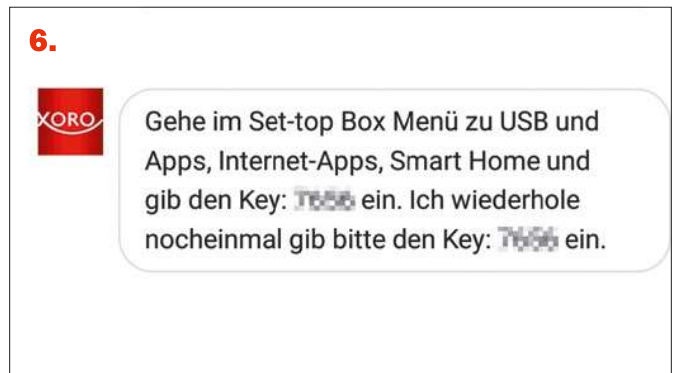 6.
XORO
Gehe im Set-top Box Menü zu USB und
Apps, Internet-Apps, Smart Home und
gib den Key: ein. Ich wiederhole
nocheinmal gib bitte den Key: ein.